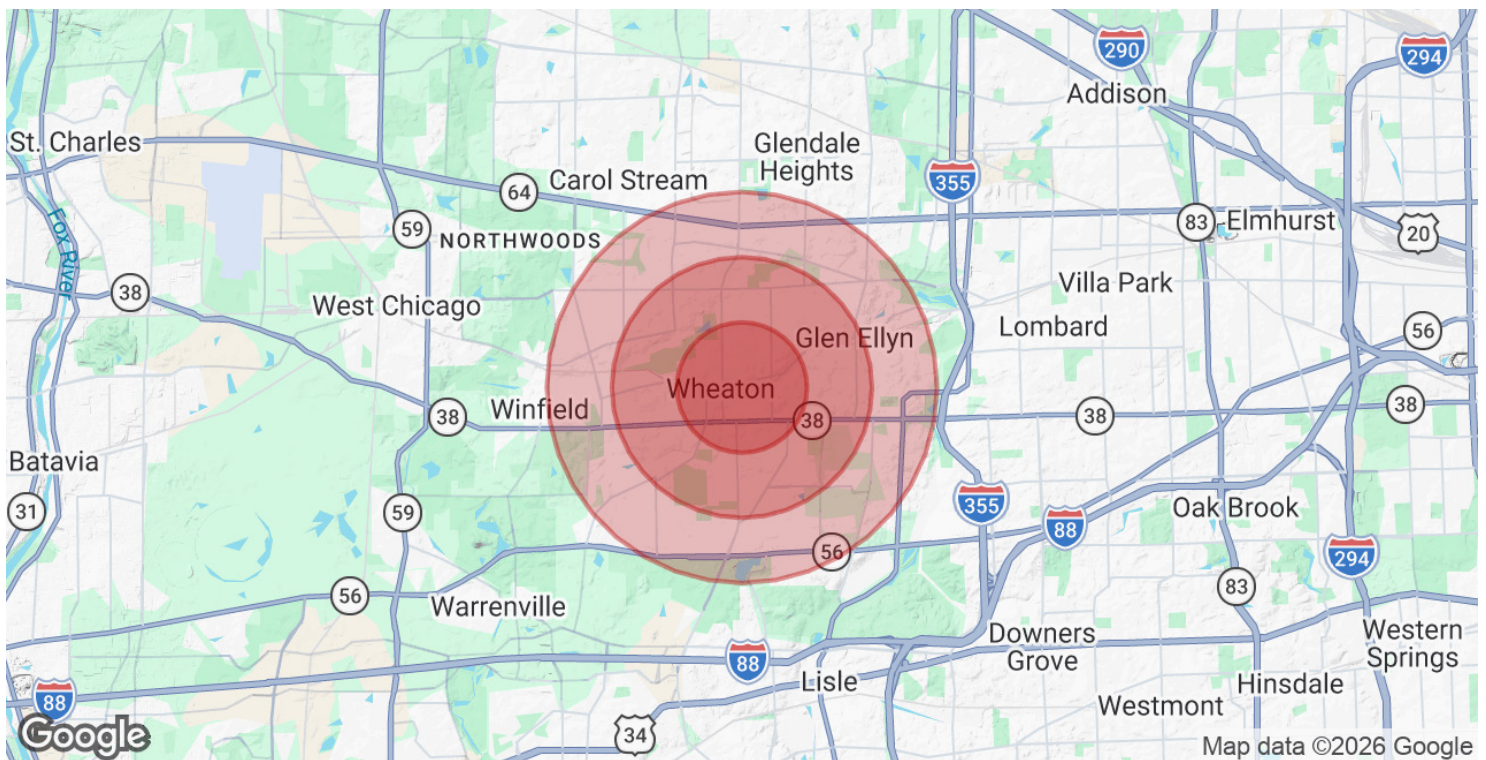 290
294
Addison
St. Charles
Glendale
Heights
355
64
Carol Stream
59
NORTHWOODS
83
Elmhurst
20
Fox River
38
West Chicago
Villa Park
Lombard
56
Glen Ellyn
Wheaton
38
Winfield
38
38
38
Batavia
31
59
355
88
Oak Brook
56
294
56
Warrenville
83
Downers
Grove
Western
Springs
88
Lisle
Hinsdale
88
Westmont
34
Google
Map data ©2026 Google